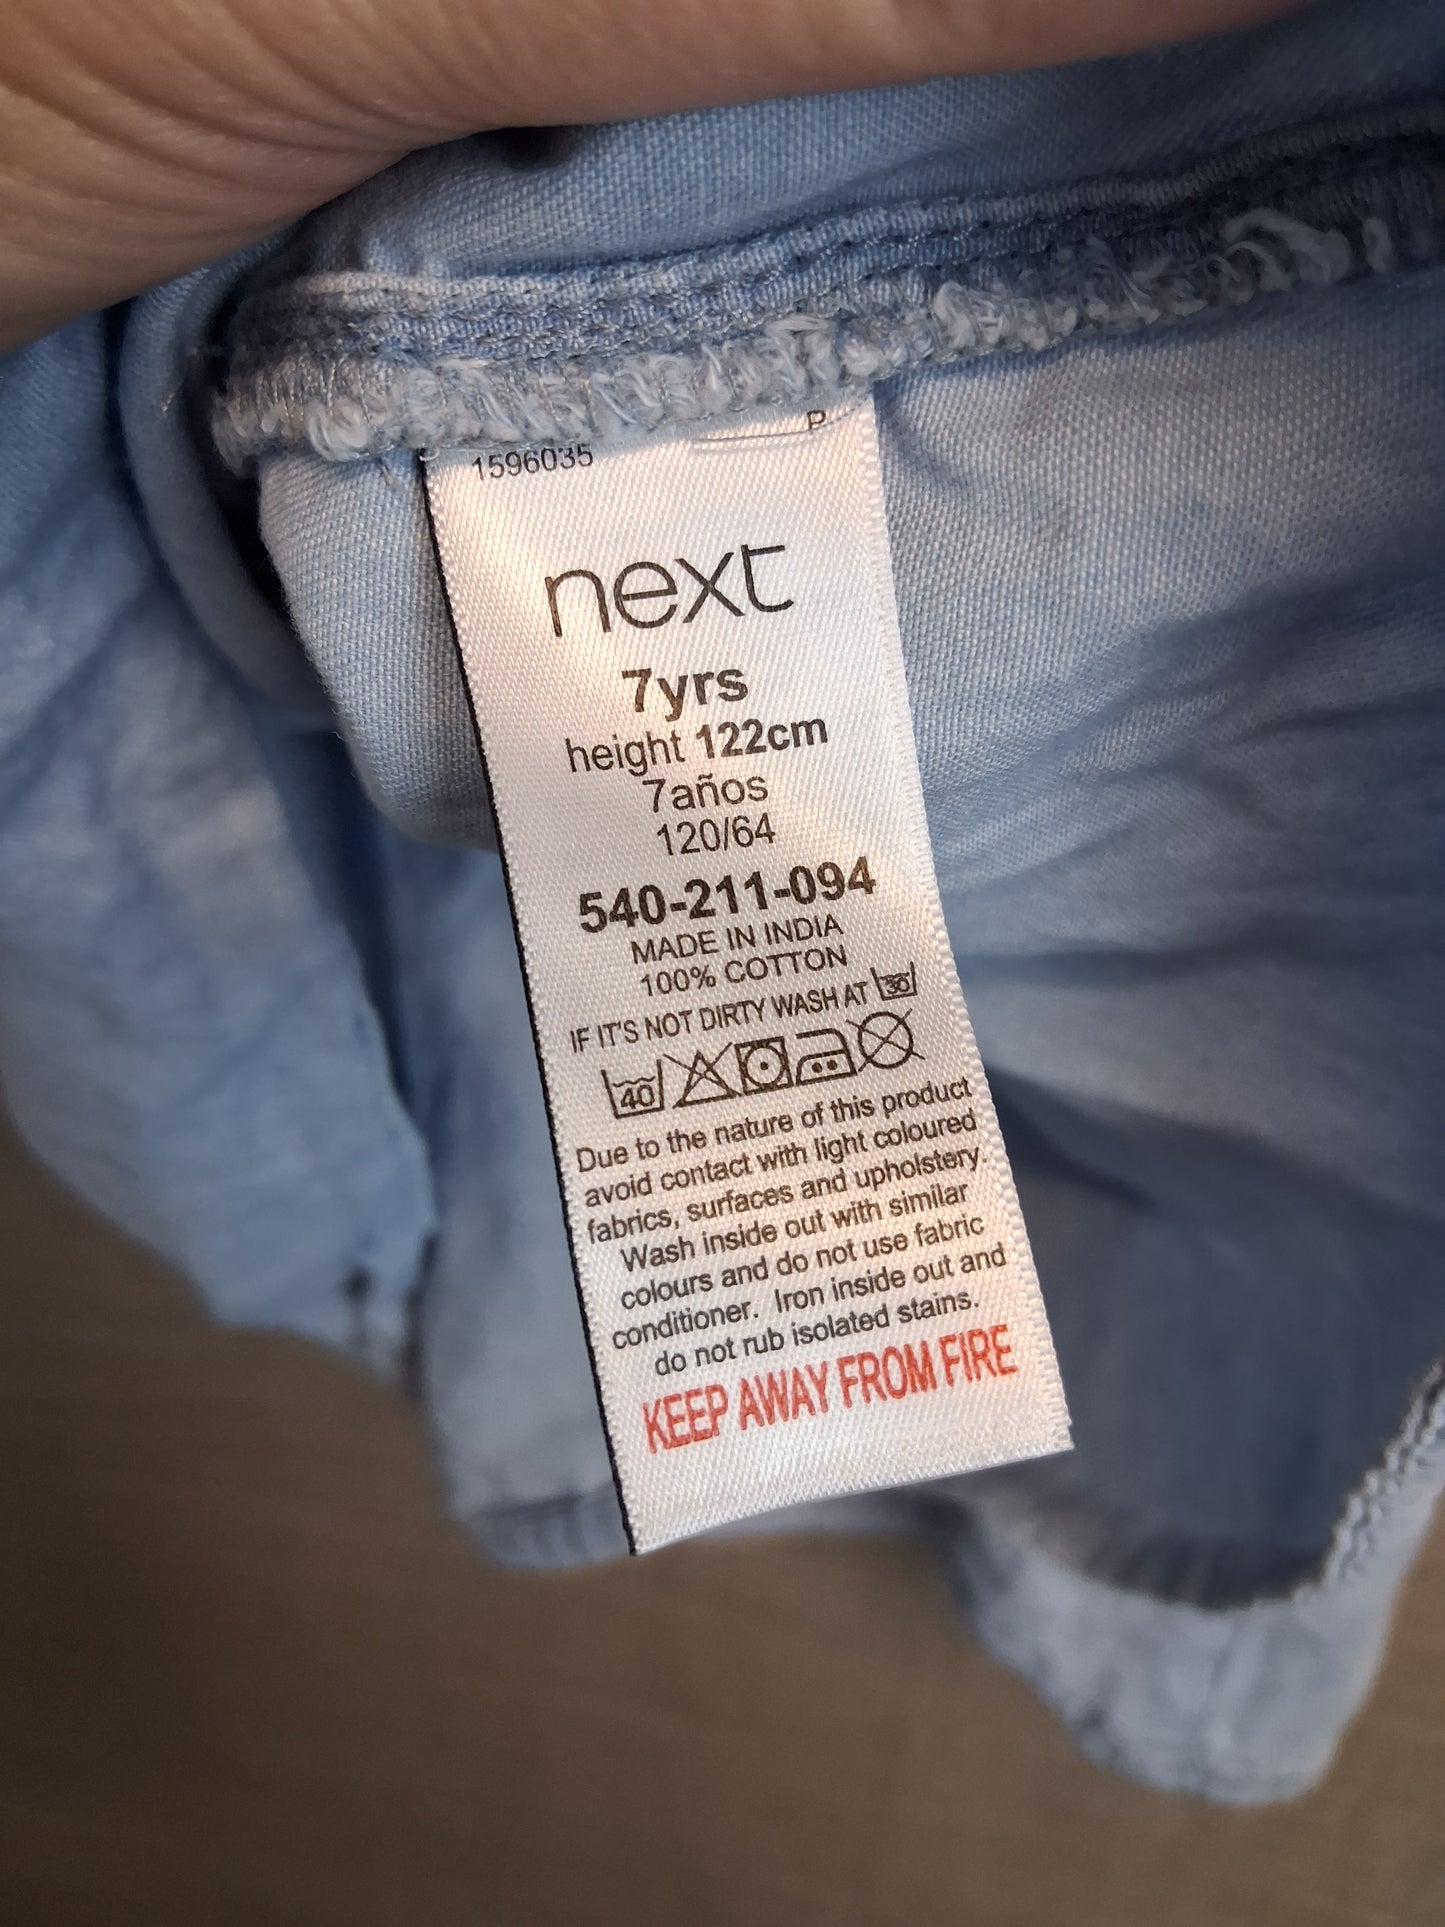 1596035
P
next
7yrs
height 122cm
7años
120/64
540-211-094
MADE IN INDIA
100% COTTON
IF IT'S NOT DIRTY WASH AT 30
40
Due to the nature of this product
avoid contact with light coloured
fabrics, surfaces and upholstery.
Wash inside out with similar
colours and do not use fabric
conditioner. Iron inside out and
do not rub isolated stains.
KEEP AWAY FROM FIRE